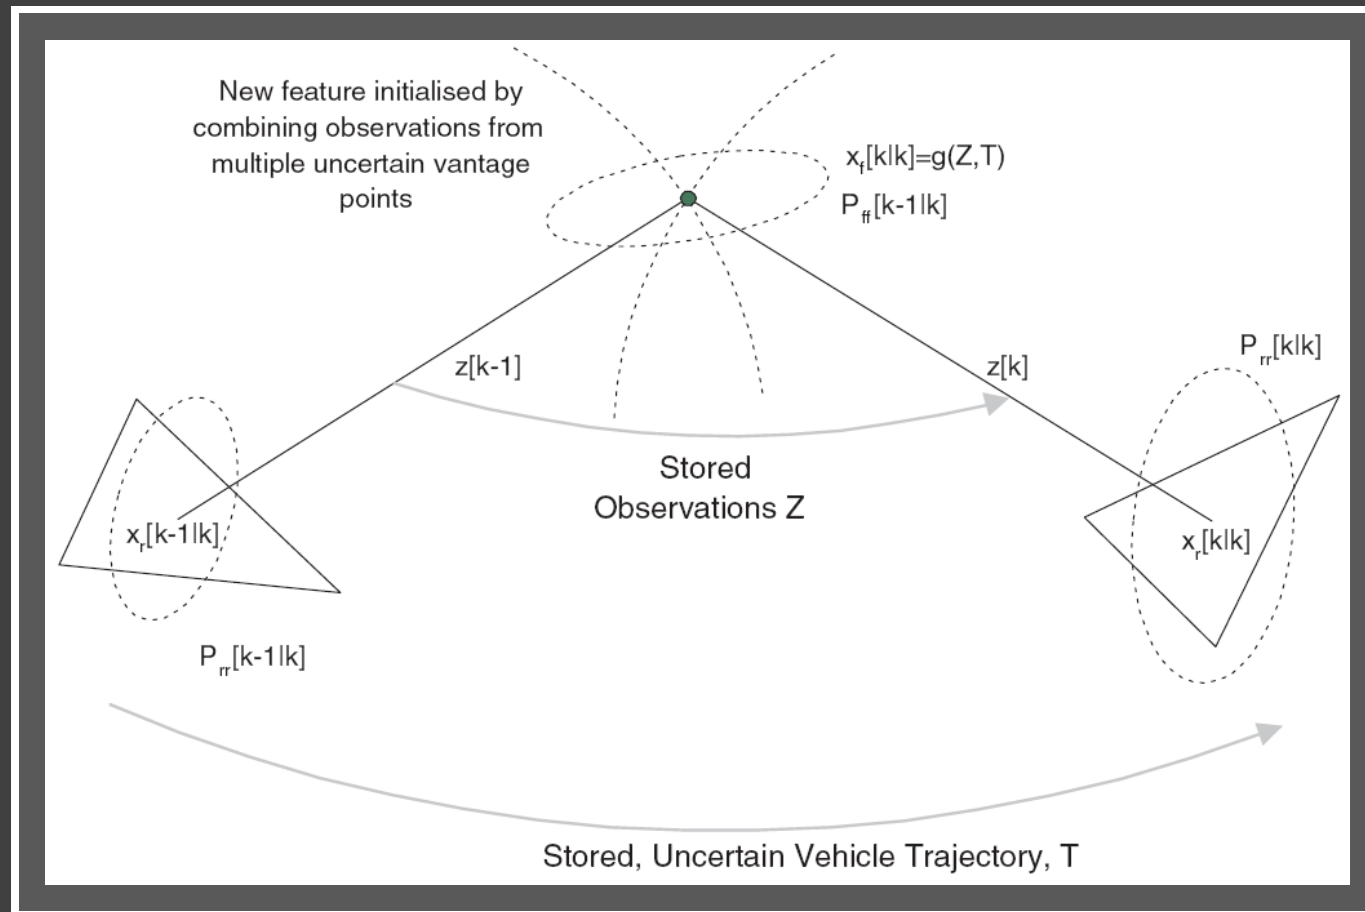 New feature initialised by
combining observations from
multiple uncertain vantage
points
x_f[k|k]=g(Z,T)
P_ff[k-1|k]
z[k-1]
z[k]
P_rr[k|k]
Stored
Observations Z
x_r[k-1|k]
x_r[k|k]
P_rr[k-1|k]
Stored, Uncertain Vehicle Trajectory, T